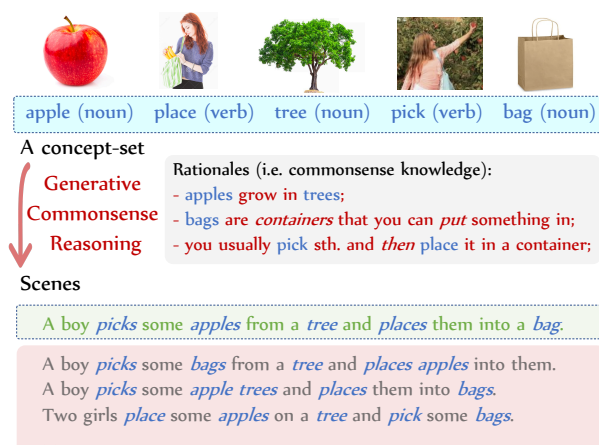 apple (noun) place (verb) tree (noun) pick (verb) bag (noun)
A concept-set
Generative
Commonsense
Reasoning
Rationales (i.e. commonsense knowledge):
- apples grow in trees;
- bags are containers that you can put something in;
- you usually pick sth. and then place it in a container;
Scenes
A boy picks some apples from a tree and places them into a bag.
A boy picks some bags from a tree and places apples into them.
A boy picks some apple trees and places them into bags.
Two girls place some apples on a tree and pick some bags.